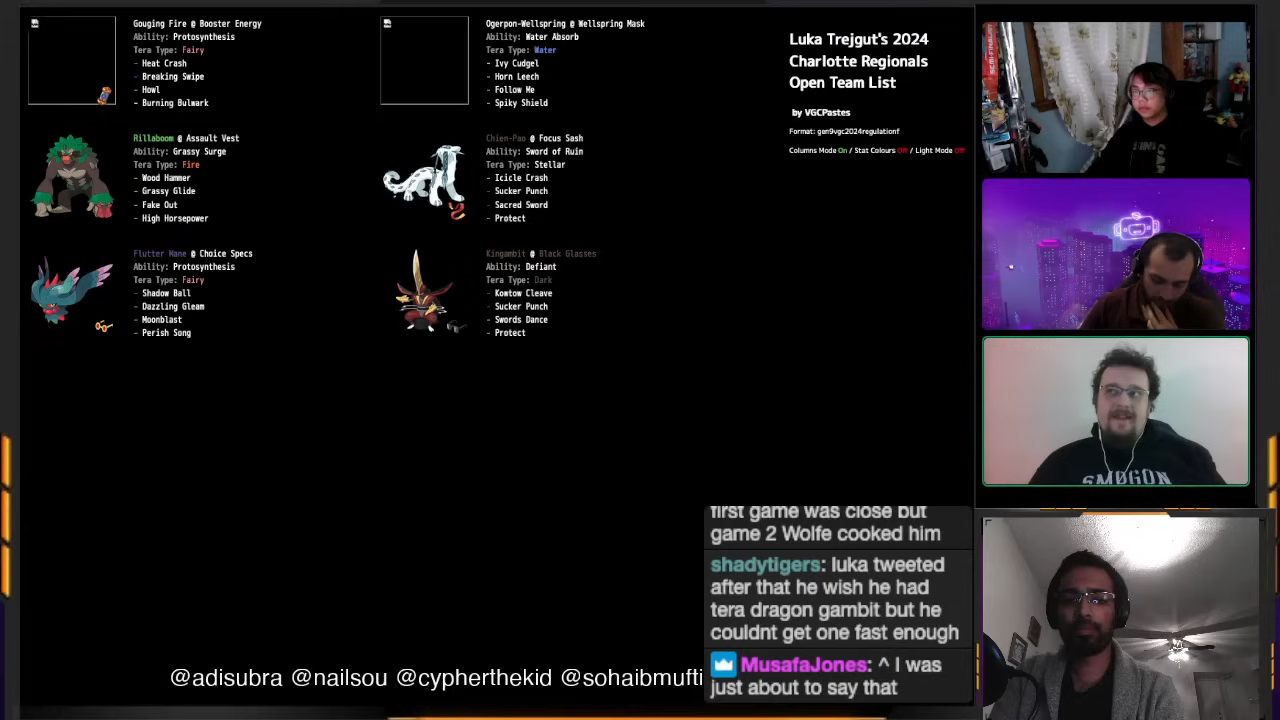 Gouging Fire @ Booster Energy
Ability: Protosynthesis
Tera Type: Fairy
- Heat Crash
- Breaking Swipe
- Howl
- Burning Bulwark
Ogerpon-Wellspring @ Wellspring Mask
Ability: Water Absorb
Tera Type: Water
- Ivy Cudgel
- Horn Leech
- Follow Me
- Spiky Shield
Rillaboom @ Assault Vest
Ability: Grassy Surge
Tera Type: Fire
- Wood Hammer
- Grassy Glide
- Fake Out
- High Horsepower
Chien-Pao @ Focus Sash
Ability: Sword of Ruin
Tera Type: Stellar
- Icicle Crash
- Sucker Punch
- Sacred Sword
- Protect
Flutter Mane @ Choice Specs
Ability: Protosynthesis
Tera Type: Fairy
- Shadow Ball
- Dazzling Gleam
- Moonblast
- Perish Song
Kingambit @ Black Glasses
Ability: Defiant
Tera Type: Dark
- Kowtow Cleave
- Sucker Punch
- Swords Dance
- Protect
Luka Trejgut's 2024
Charlotte Regionals
Open Team List
by VGCPastes
Format: gen9vgc2024regulationf
Columns Mode On / Stat Colours Off / Light Mode Off
SEMI-FINALIST
SMOGON
first game was close but
game 2 Wolfe cooked him
shadytigers: luka tweeted
after that he wish he had
tera dragon gambit but he
couldnt get one fast enough
MusafaJones: ^ I was
just about to say that
@adisubra @nailsou @cypherthekid @sohaibmufti